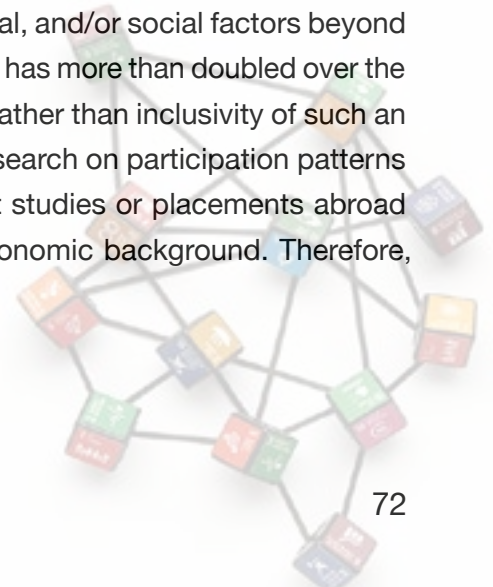 al, and/or social factors beyond
has more than doubled over the
ather than inclusivity of such an
search on participation patterns
t studies or placements abroad
onomic background. Therefore,
72